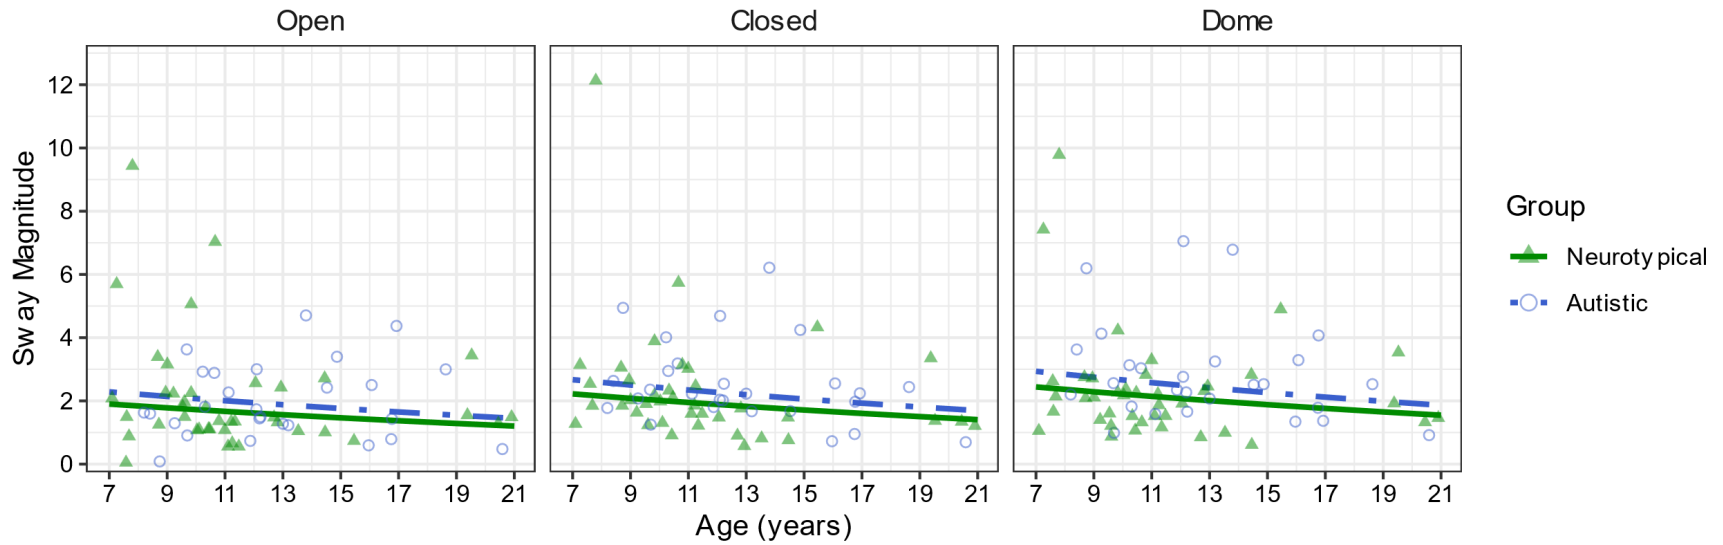 Open Closed Dome
Sway Magnitude
12
10
8
6
4
2
0
7 9 11 13 15 17 19 21
7 9 11 13 15 17 19 21
7 9 11 13 15 17 19 21
Age (years)
Group
Neurotypical
Autistic